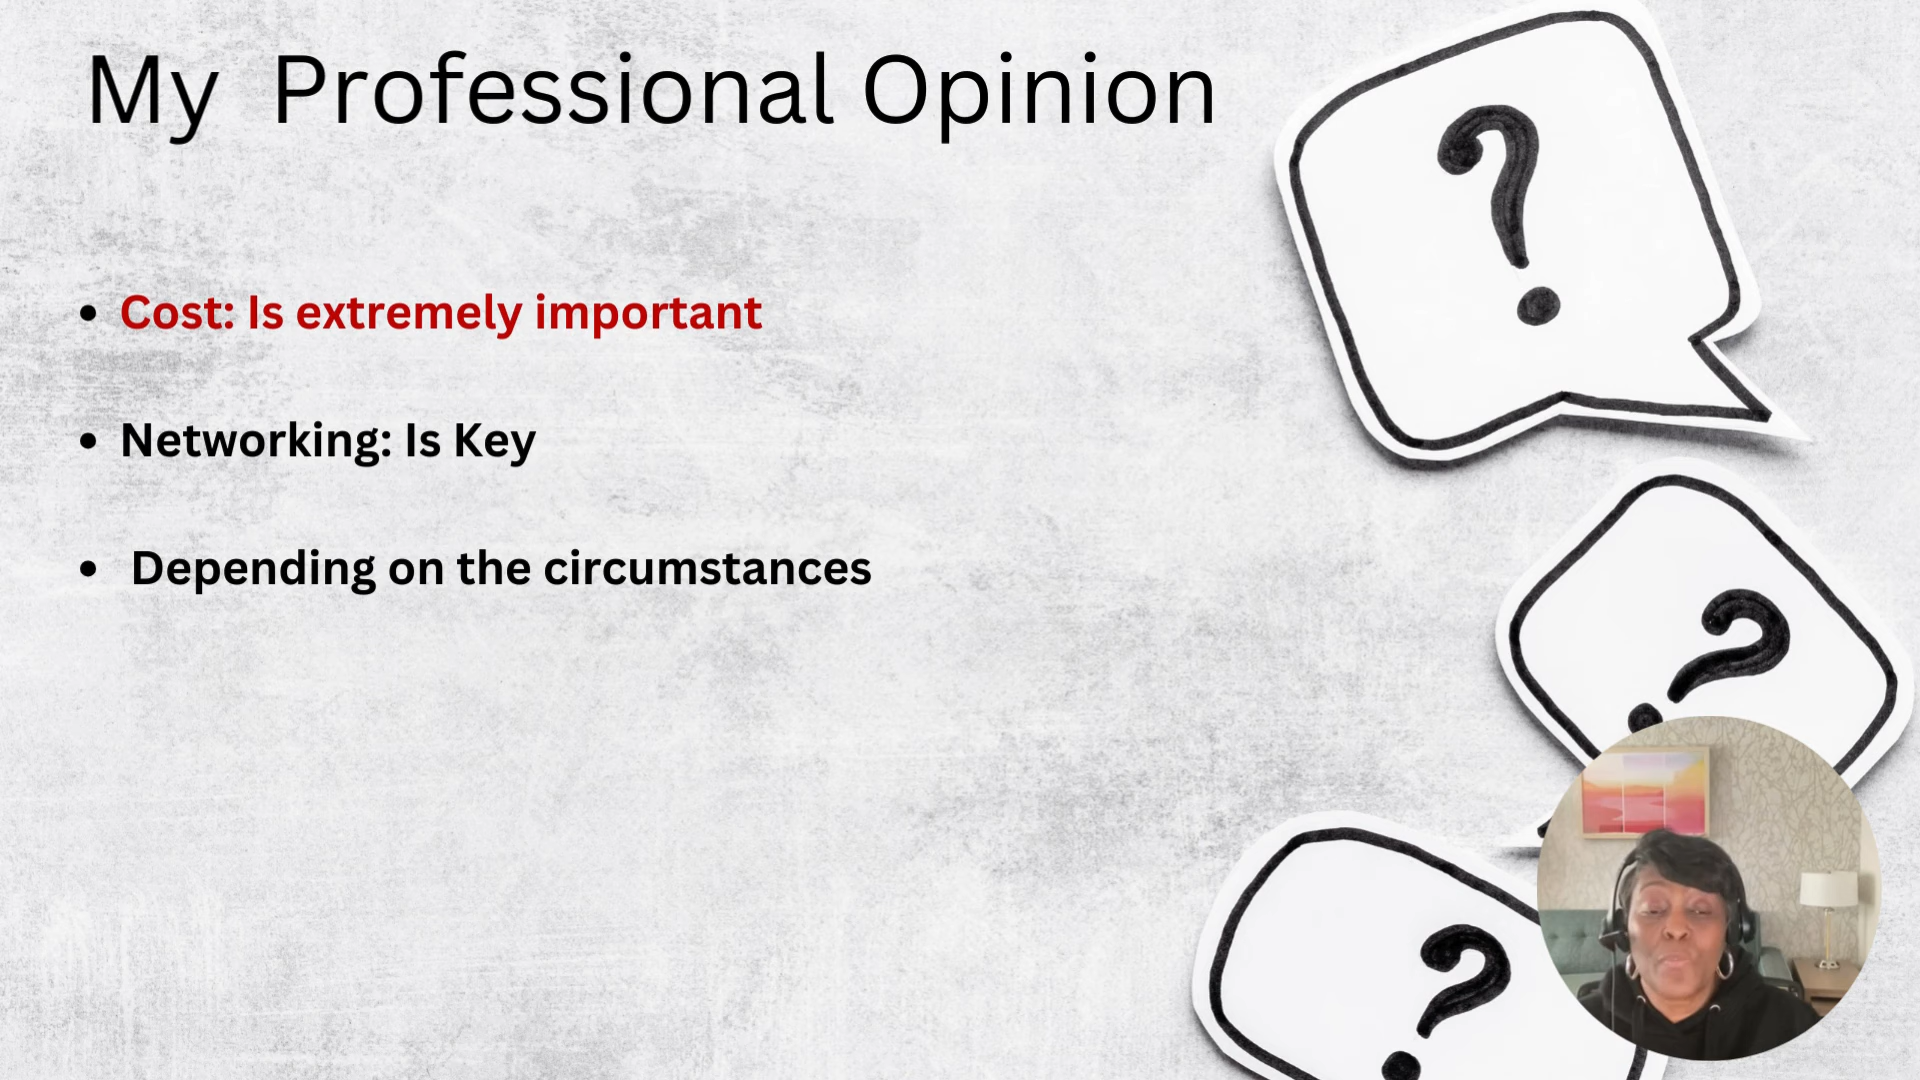 My  Professional Opinion
• Cost: Is extremely important
• Networking: Is Key
• Depending on the circumstances
?
?
?